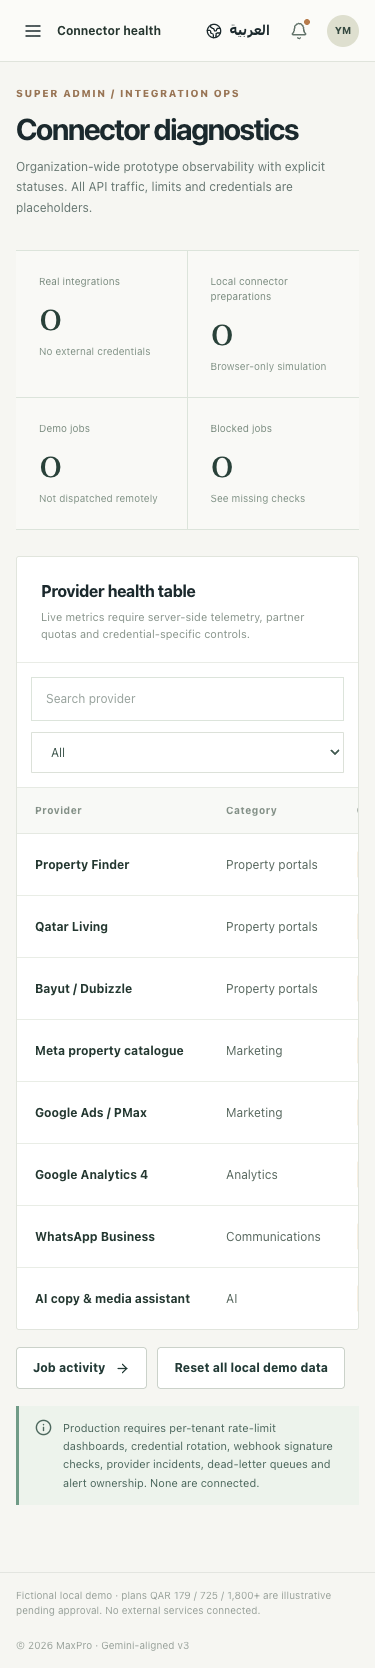 Connector health
العربية
YM
SUPER ADMIN / INTEGRATION OPS
Connector diagnostics
Organization-wide prototype observability with explicit
statuses. All API traffic, limits and credentials are
placeholders.
Real integrations
0
No external credentials
Local connector
preparations
0
Browser-only simulation
Demo jobs
0
Not dispatched remotely
Blocked jobs
0
See missing checks
Provider health table
Live metrics require server-side telemetry, partner
quotas and credential-specific controls.
Search provider
All
Provider Category
Property Finder Property portals
Qatar Living Property portals
Bayut / Dubizzle Property portals
Meta property catalogue Marketing
Google Ads / PMax Marketing
Google Analytics 4 Analytics
WhatsApp Business Communications
AI copy & media assistant AI
Job activity → Reset all local demo data
Production requires per-tenant rate-limit
dashboards, credential rotation, webhook signature
checks, provider incidents, dead-letter queues and
alert ownership. None are connected.
Fictional local demo · plans QAR 179 / 725 / 1,800+ are illustrative
pending approval. No external services connected.
© 2026 MaxPro · Gemini-aligned v3